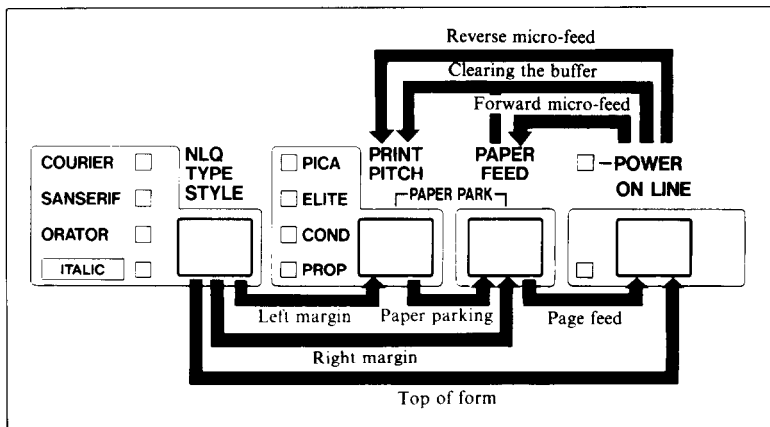 Reverse micro-feed
Clearing the buffer
Forward micro-feed
COURIER
SANSERIF
ORATOR
ITALIC
NLQ
TYPE
STYLE
PICA
ELITE
COND
PROP
PRINT
PITCH
PAPER
FEED
PAPER PARK
POWER
ON LINE
Left margin
Paper parking
Page feed
Right margin
Top of form